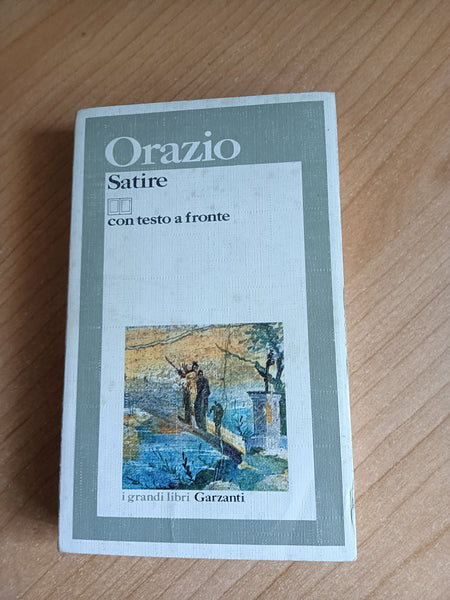 Orazio
Satire
con testo a fronte
i grandi libri Garzanti